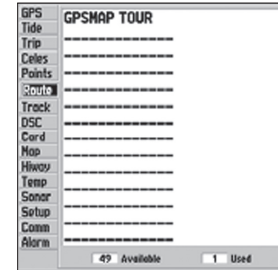 GPS
Tide
Trip
Celes
Points
Route
Track
DSC
Card
Map
Hiway
Temp
Sonar
Setup
Comm
Alarm
GPSMAP TOUR
49 Available 1 Used